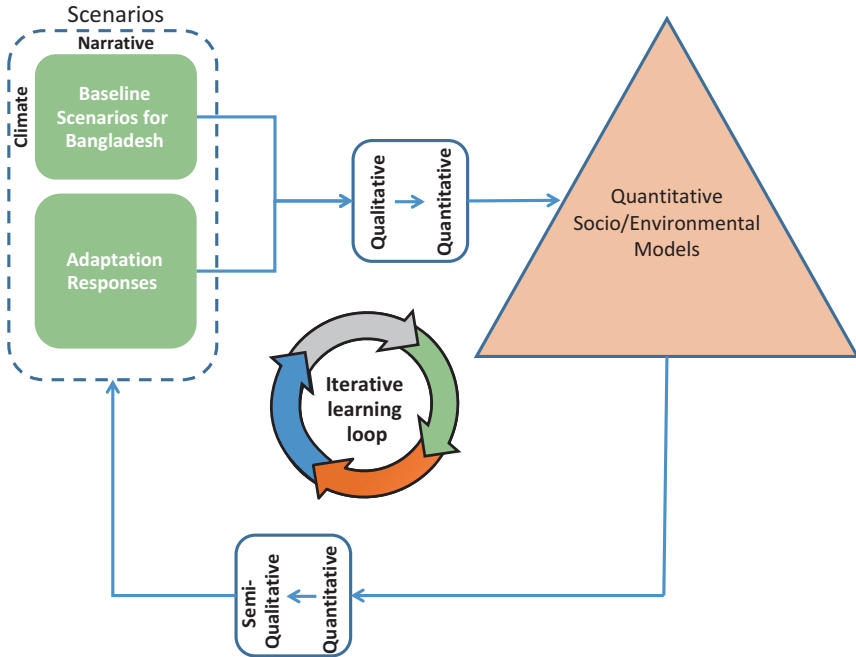 Scenarios
Narrative
Climate
Baseline
Scenarios for
Bangladesh
Adaptation
Responses
Qualitative
Quantitative
Quantitative
Socio/Environmental
Models
Iterative
learning
loop
Semi-
Qualitative
Quantitative